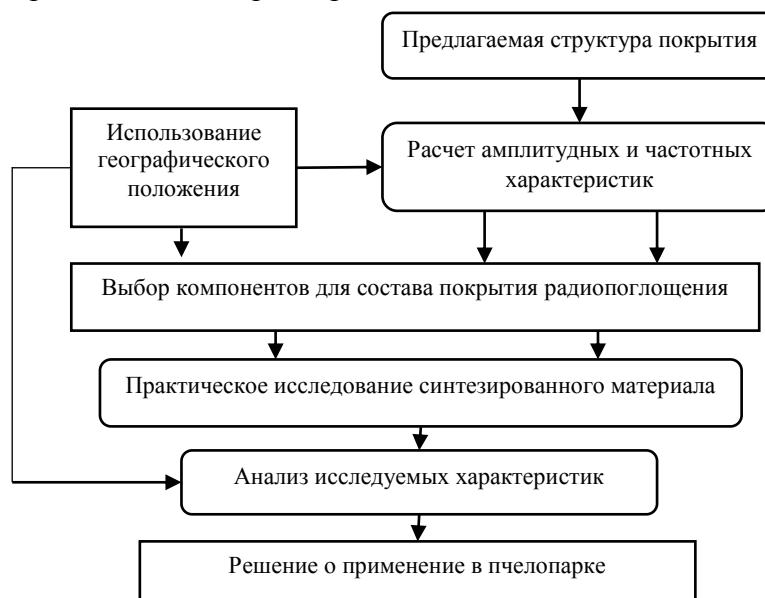 Предлагаемая структура покрытия
Использование
географического
положения
Расчет амплитудных и частотных
характеристик
Выбор компонентов для состава покрытия радиопоглощения
Практическое исследование синтезированного материала
Анализ исследуемых характеристик
Решение о применение в пчелопарке